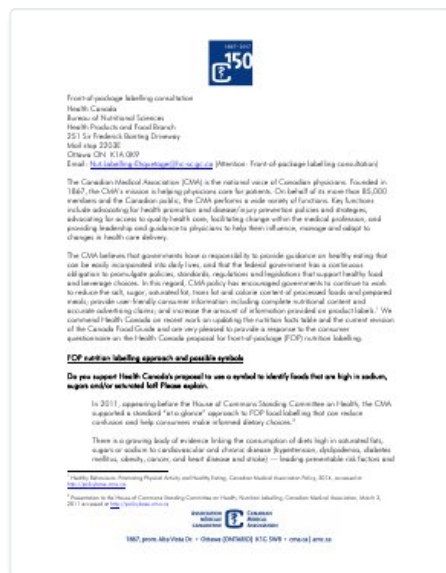 1867-2017
150
Front-of-package labelling consultation
Health Canada
Bureau of Nutritional Sciences
Health Products and Food Branch
251 Sir Frederick Banting Driveway
Mail stop 2203E
Ottawa ON K1A 0K9
Email : Nut.Labelling-Etiquetage@hc-sc.gc.ca (Attention: Front-of-package labelling consultation)
The Canadian Medical Association (CMA) is the national voice of Canadian physicians. Founded in
1867, the CMA's mission is helping physicians care for patients. On behalf of its more than 85,000
members and the Canadian public, the CMA performs a wide variety of functions. Key functions
include advocating for health promotion and disease/injury prevention policies and strategies,
advocating for access to quality health care, facilitating change within the medical profession, and
providing leadership and guidance to physicians to help them influence, manage and adapt to
changes in health care delivery.
The CMA believes that governments have a responsibility to provide guidance on healthy eating that
can be easily incorporated into daily lives, and that the federal government has a continuous
obligation to promulgate policies, standards, regulations and legislations that support healthy food
and beverage choices. In this regard, CMA policy has encouraged governments to continue to work
to reduce the salt, sugar, saturated fat, trans fat and calorie content of processed foods and prepared
meals; provide user-friendly consumer information including complete nutritional content and
accurate advertising claims; and increase the amount of information provided on product labels.¹ We
commend Health Canada on recent work on updating the nutrition facts table and the current revision
of the Canada Food Guide and are very pleased to provide a response to the consumer
questionnaire on the Health Canada proposal for front-of-package (FOP) nutrition labelling.
FOP nutrition labelling approach and possible symbols
Do you support Health Canada's proposal to use a symbol to identify foods that are high in sodium,
sugars and/or saturated fat? Please explain.
In 2011, appearing before the House of Commons Standing Committee on Health, the CMA
supported a standard "at a glance" approach to FOP food labelling that can reduce
confusion and help consumers make informed dietary choices.²
There is a growing body of evidence linking the consumption of diets high in saturated fats,
sugars or sodium to cardiovascular and chronic disease (hypertension, dyslipidemia, diabetes
mellitus, obesity, cancer, and heart disease and stroke) — leading preventable risk factors and
¹ Healthy Behaviours: Promoting Physical Activity and Healthy Eating, Canadian Medical Association Policy, 2014, accessed at
http://policybase.cma.ca
² Presentation to the House of Commons Standing Committee on Health, Nutrition Labelling, Canadian Medical Association, March 3,
2011 accessed at http://policybase.cma.ca
ASSOCIATION MÉDICALE CANADIENNE
CANADIAN MEDICAL ASSOCIATION
1867, prom. Alta Vista Dr. • Ottawa (ONTARIO) K1G 5W8 • cma.ca | amc.ca